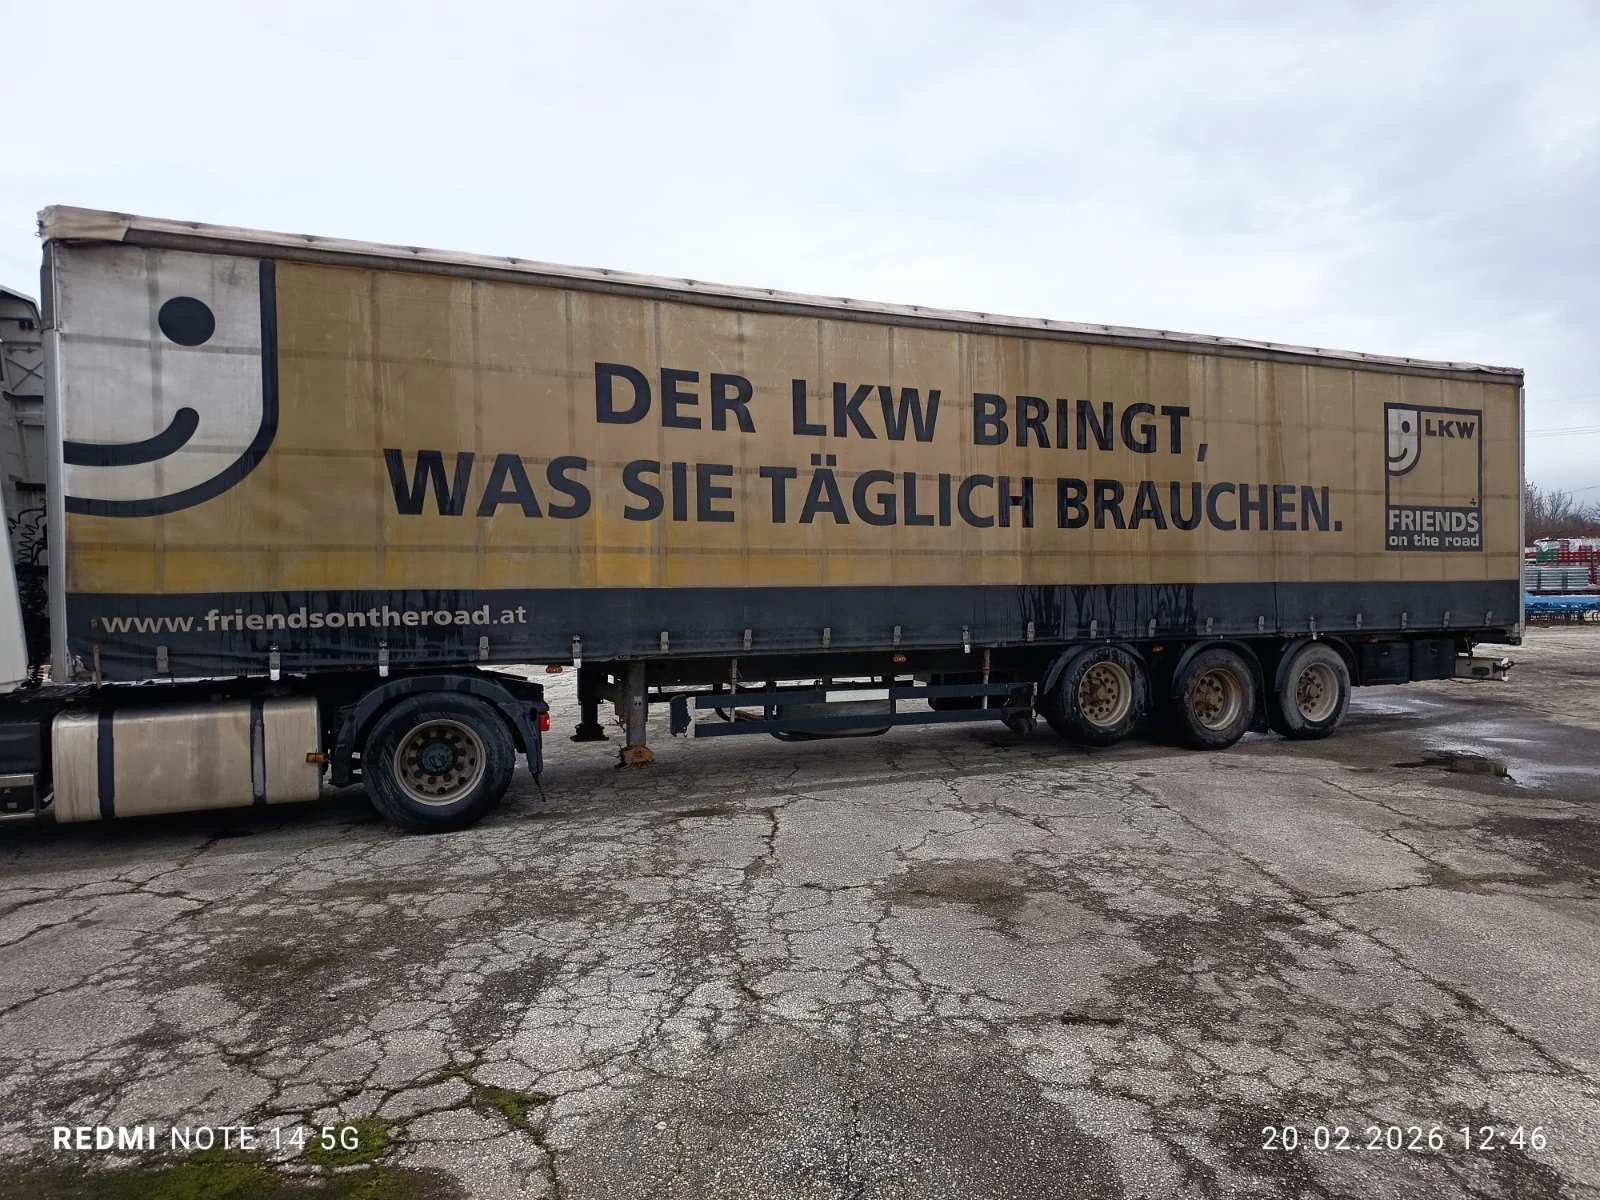 DER LKW BRINGT,
WAS SIE TÄGLICH BRAUCHEN.
LKW
FRIENDS
on the road
www.friendsontheroad.at
REDMI NOTE 14 5G
20.02.2026 12:46